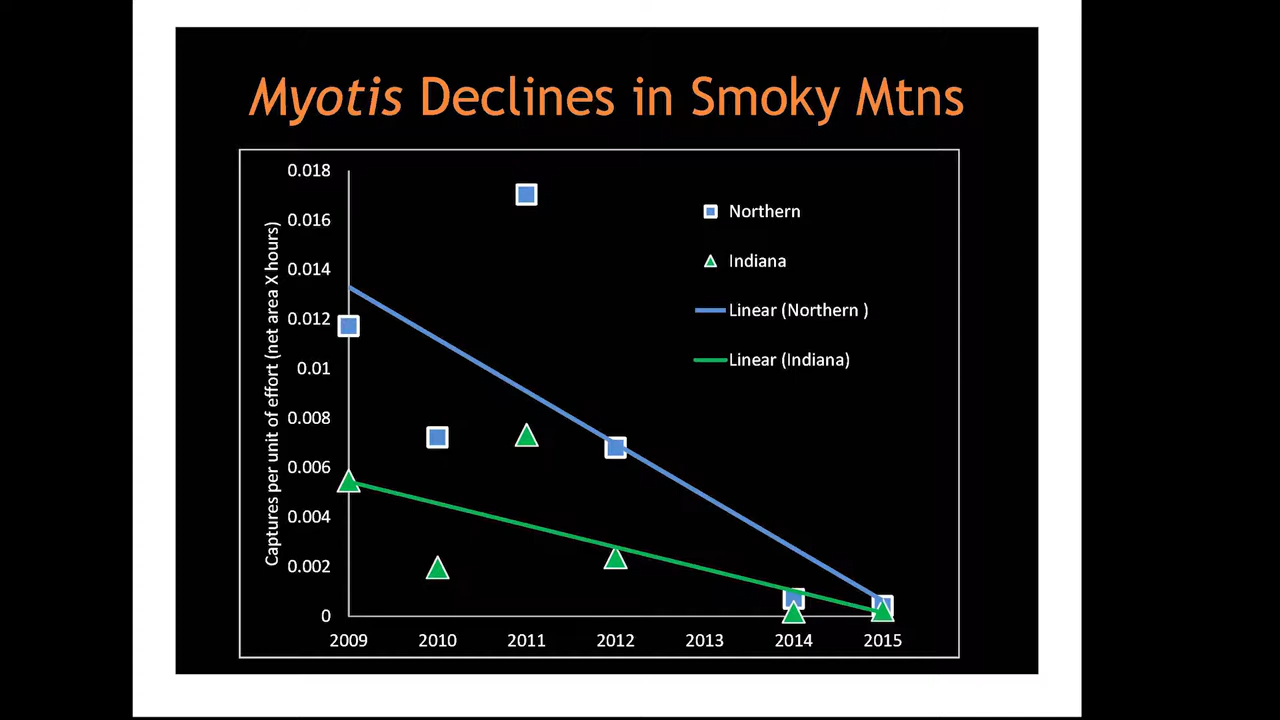 Myotis Declines in Smoky Mtns
Captures per unit of effort (net area X hours)
0.018
0.016
0.014
0.012
0.01
0.008
0.006
0.004
0.002
0
2009 2010 2011 2012 2013 2014 2015
Northern
Indiana
Linear (Northern )
Linear (Indiana)